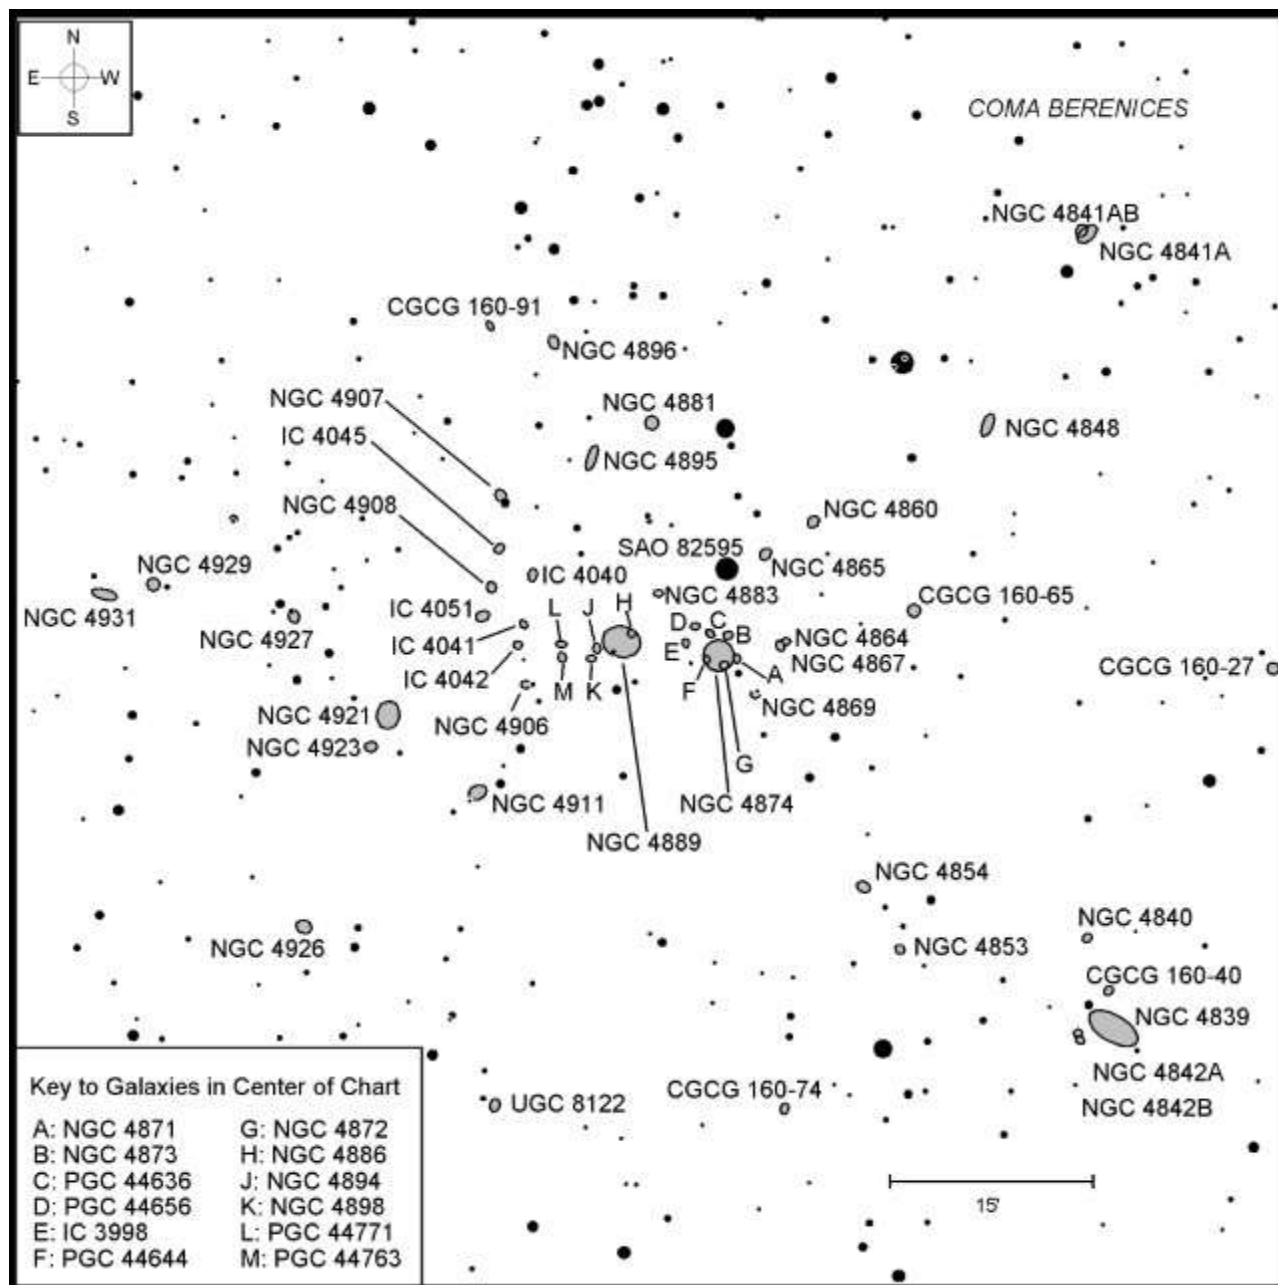 N
E W
S
COMA BERENICES
NGC 4841AB
NGC 4841A
CGCG 160-91
NGC 4896
NGC 4907
NGC 4881
IC 4045
NGC 4848
NGC 4895
NGC 4908
NGC 4860
SAO 82595
NGC 4929
IC 4040
NGC 4865
NGC 4883
CGCG 160-65
NGC 4931
NGC 4927
IC 4051
L J H
D C B
NGC 4864
IC 4041
E
NGC 4867
CGCG 160-27
IC 4042
M K F A
NGC 4869
NGC 4921
NGC 4906
NGC 4923
G
NGC 4911
NGC 4874
NGC 4889
NGC 4854
NGC 4840
NGC 4926
NGC 4853
CGCG 160-40
NGC 4839
NGC 4842A
CGCG 160-74
UGC 8122
NGC 4842B
15'
Key to Galaxies in Center of Chart
A: NGC 4871 G: NGC 4872
B: NGC 4873 H: NGC 4886
C: PGC 44636 J: NGC 4894
D: PGC 44656 K: NGC 4898
E: IC 3998 L: PGC 44771
F: PGC 44644 M: PGC 44763